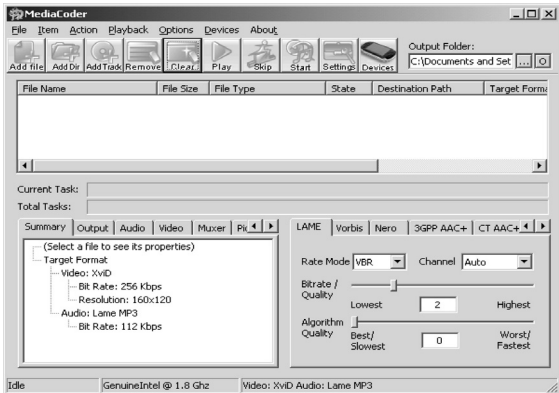 MediaCoder
File Item Action Playback Options Devices About
Output Folder:
C:\Documents and Set ... O
Add file Add Dir Add Track Remove Clear Play Skip Start Settings Devices
File Name File Size File Type State Destination Path Target Forma
Current Task:
Total Tasks:
Summary Output Audio Video Muxer Pic
(Select a file to see its properties)
Target Format
Video: XviD
Bit Rate: 256 Kbps
Resolution: 160x120
Audio: Lame MP3
Bit Rate: 112 Kbps
LAME Vorbis Nero 3GPP AAC+ CT AAC+
Rate Mode VBR Channel Auto
Bitrate /
Quality
Lowest 2 Highest
Algorithm
Quality
Best/
Slowest
0
Worst/
Fastest
Idle GenuineIntel @ 1.8 Ghz Video: XviD Audio: Lame MP3